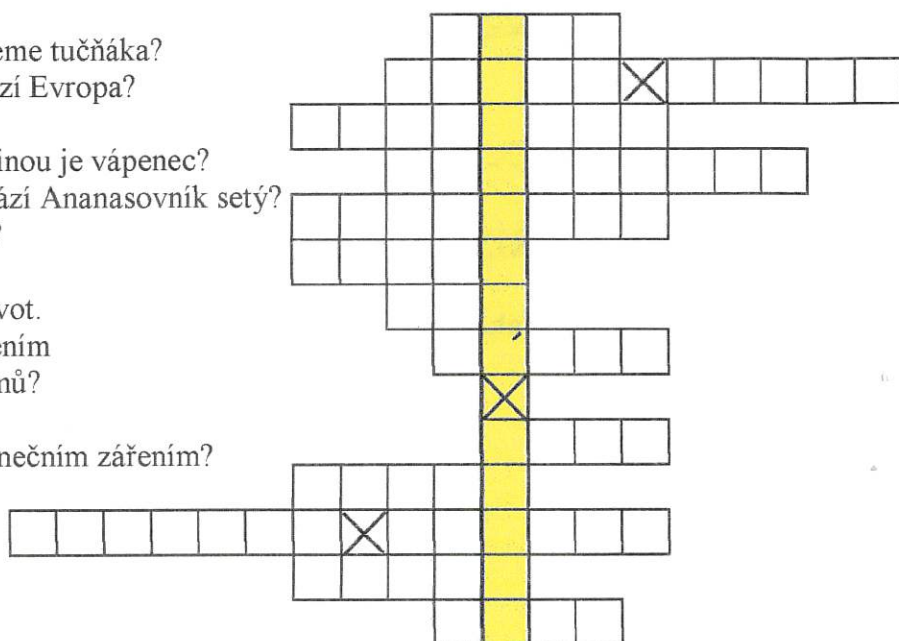 eme tučňáka?
zí Evropa?
inou je vápenec?
ází Ananasovník setý?
?
vot.
ením
nů?
nečním zářením?